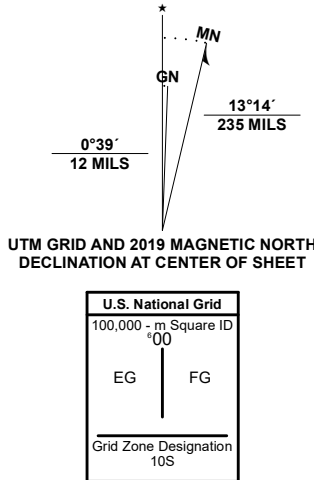 ★
MN
GN
13°14´
235 MILS
0°39´
12 MILS
UTM GRID AND 2019 MAGNETIC NORTH
DECLINATION AT CENTER OF SHEET
U.S. National Grid
100,000 - m Square ID
⁶00
EG FG
Grid Zone Designation
10S